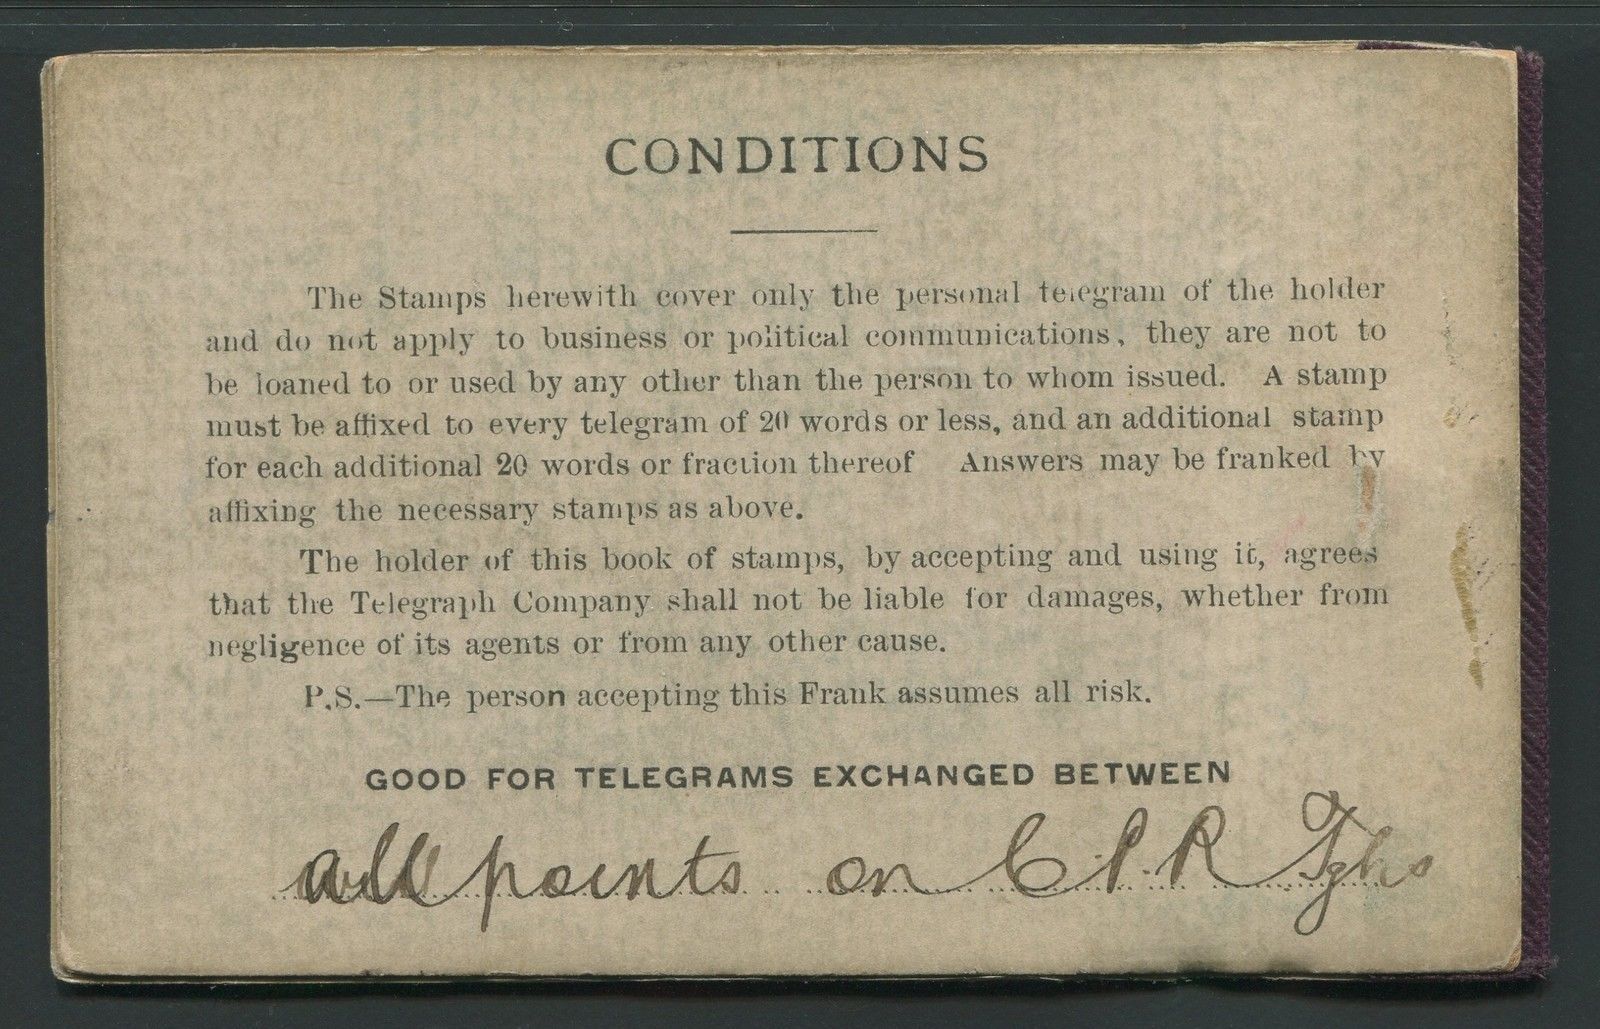 CONDITIONS
The Stamps herewith cover only the personal telegram of the holder
and do not apply to business or political communications, they are not to
be loaned to or used by any other than the person to whom issued. A stamp
must be affixed to every telegram of 20 words or less, and an additional stamp
for each additional 20 words or fraction thereof Answers may be franked by
affixing the necessary stamps as above.
The holder of this book of stamps, by accepting and using it, agrees
that the Telegraph Company shall not be liable for damages, whether from
negligence of its agents or from any other cause.
P.S.—The person accepting this Frank assumes all risk.
GOOD FOR TELEGRAMS EXCHANGED BETWEEN
all points on C.P.R Tghs